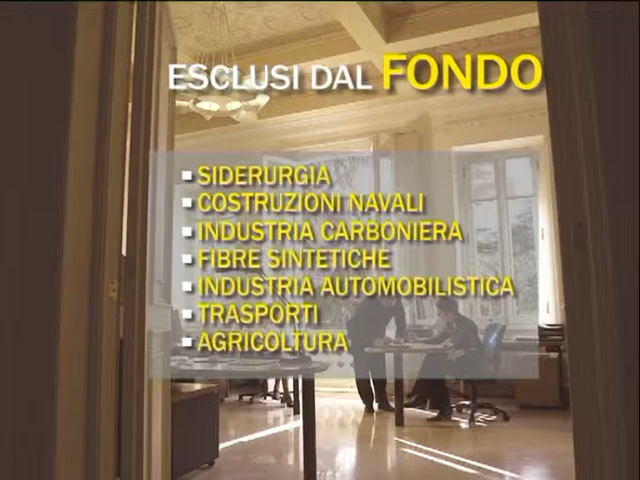 ESCLUSI DAL FONDO
SIDERURGIA
COSTRUZIONI NAVALI
INDUSTRIA CARBONIERA
FIBRE SINTETICHE
INDUSTRIA AUTOMOBILISTICA
TRASPORTI
AGRICOLTURA